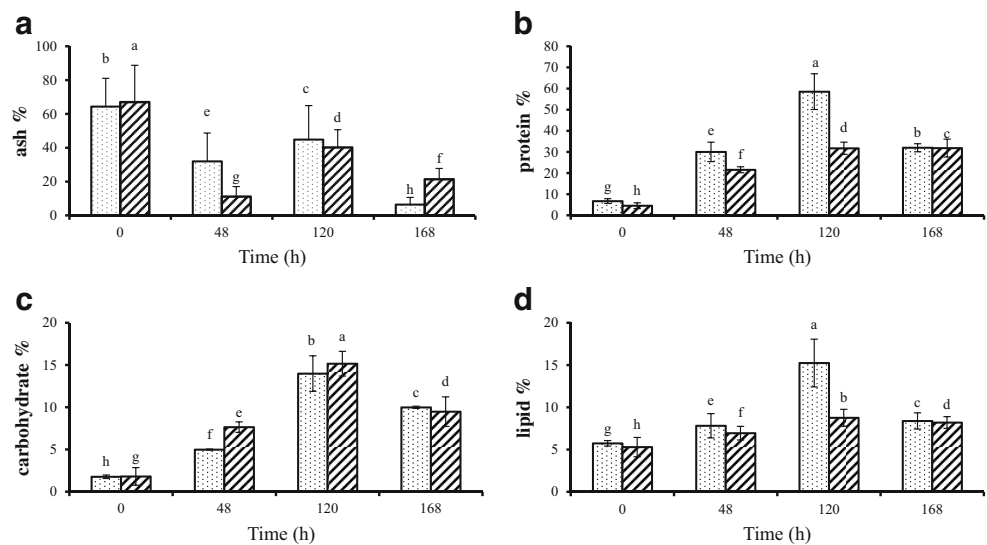 a
100
80
60
40
20
0
ash %
b a
e g
c d
h f
0 48 120 168
Time (h)
b
80
70
60
50
40
30
20
10
0
protein %
g h
e f
a d
b c
0 48 120 168
Time (h)
c
20
15
10
5
0
carbohydrate %
h g
f e
b a
c d
0 48 120 168
Time (h)
d
20
15
10
5
0
lipid %
g h
e f
a b
c d
0 48 120 168
Time (h)